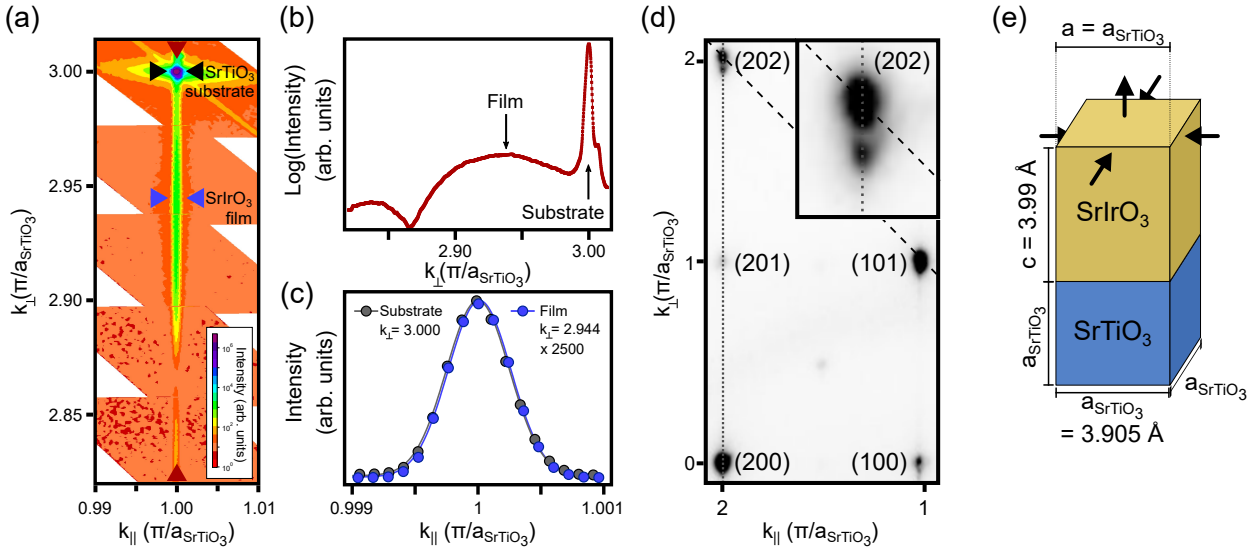 (a)
3.00
2.95
2.90
2.85
k⊥(π/aSrTiO3)
SrTiO3
substrate
SrIrO3
film
Intensity (arb. units)
10^6
10^4
10^2
10^0
0.99
1.00
1.01
k|| (π/aSrTiO3)
(b)
Log(Intensity)
(arb. units)
Film
Substrate
2.90
3.00
k⊥(π/aSrTiO3)
(c)
Intensity
(arb. units)
Substrate
k⊥= 3.000
Film
k⊥= 2.944
x 2500
0.999
1
1.001
k|| (π/aSrTiO3)
(d)
k⊥(π/aSrTiO3)
2
1
0
(202)
(202)
(201)
(101)
(200)
(100)
2
1
k|| (π/aSrTiO3)
(e)
a = aSrTiO3
c = 3.99 Å
SrIrO3
aSrTiO3
SrTiO3
aSrTiO3
aSrTiO3
= 3.905 Å